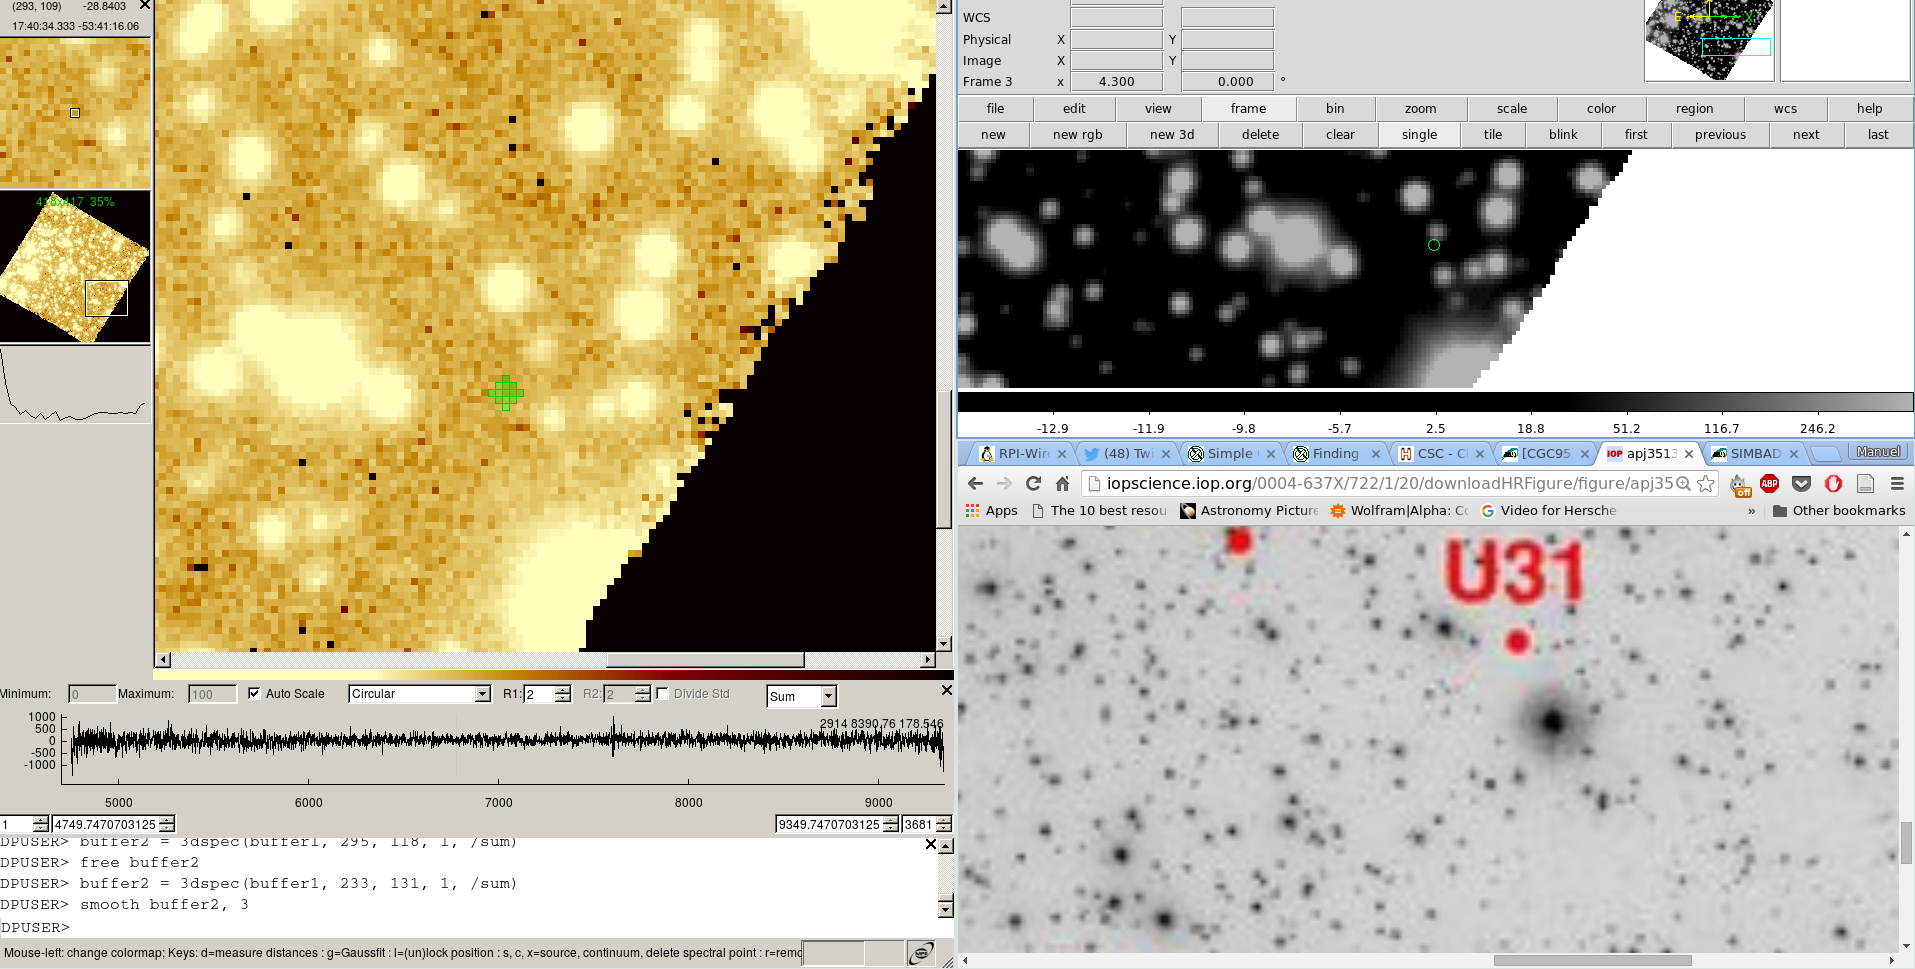 (293, 109) -28.8403
17:40:34.333 -53:41:16.06
35%
WCS
Physical X Y
Image X Y
Frame 3 x 4.300 0.000 °
file edit view frame bin zoom scale color region wcs help
new new rgb new 3d delete clear single tile blink first previous next last
E X
-12.9 -11.9 -9.8 -5.7 2.5 18.8 51.2 116.7 246.2
RPI-Wir (48) Twi Simple Finding CSC - Cl [CGC95 IOP apj3513 SIMBAD Manuel
iopscience.iop.org/0004-637X/722/1/20/downloadHRFigure/figure/apj35 off ABP
Apps The 10 best resou Astronomy Picture Wolfram|Alpha: Co Video for Hersche » Other bookmarks
U31
Minimum: 0 Maximum: 100 Auto Scale Circular R1: 2 R2: 2 Divide Std Sum
1000
500
0
-500
-1000
2914 8390.76 178.546
5000 6000 7000 8000 9000
1 4749.7470703125 9349.7470703125 3681
DPUSER> buffer2 = 3dspec(buffer1, 295, 118, 1, /sum)
DPUSER> free buffer2
DPUSER> buffer2 = 3dspec(buffer1, 233, 131, 1, /sum)
DPUSER> smooth buffer2, 3
DPUSER>
Mouse-left: change colormap; Keys: d=measure distances : g=Gaussfit : l=(un)lock position : s, c, x=source, continuum, delete spectral point : r=remo